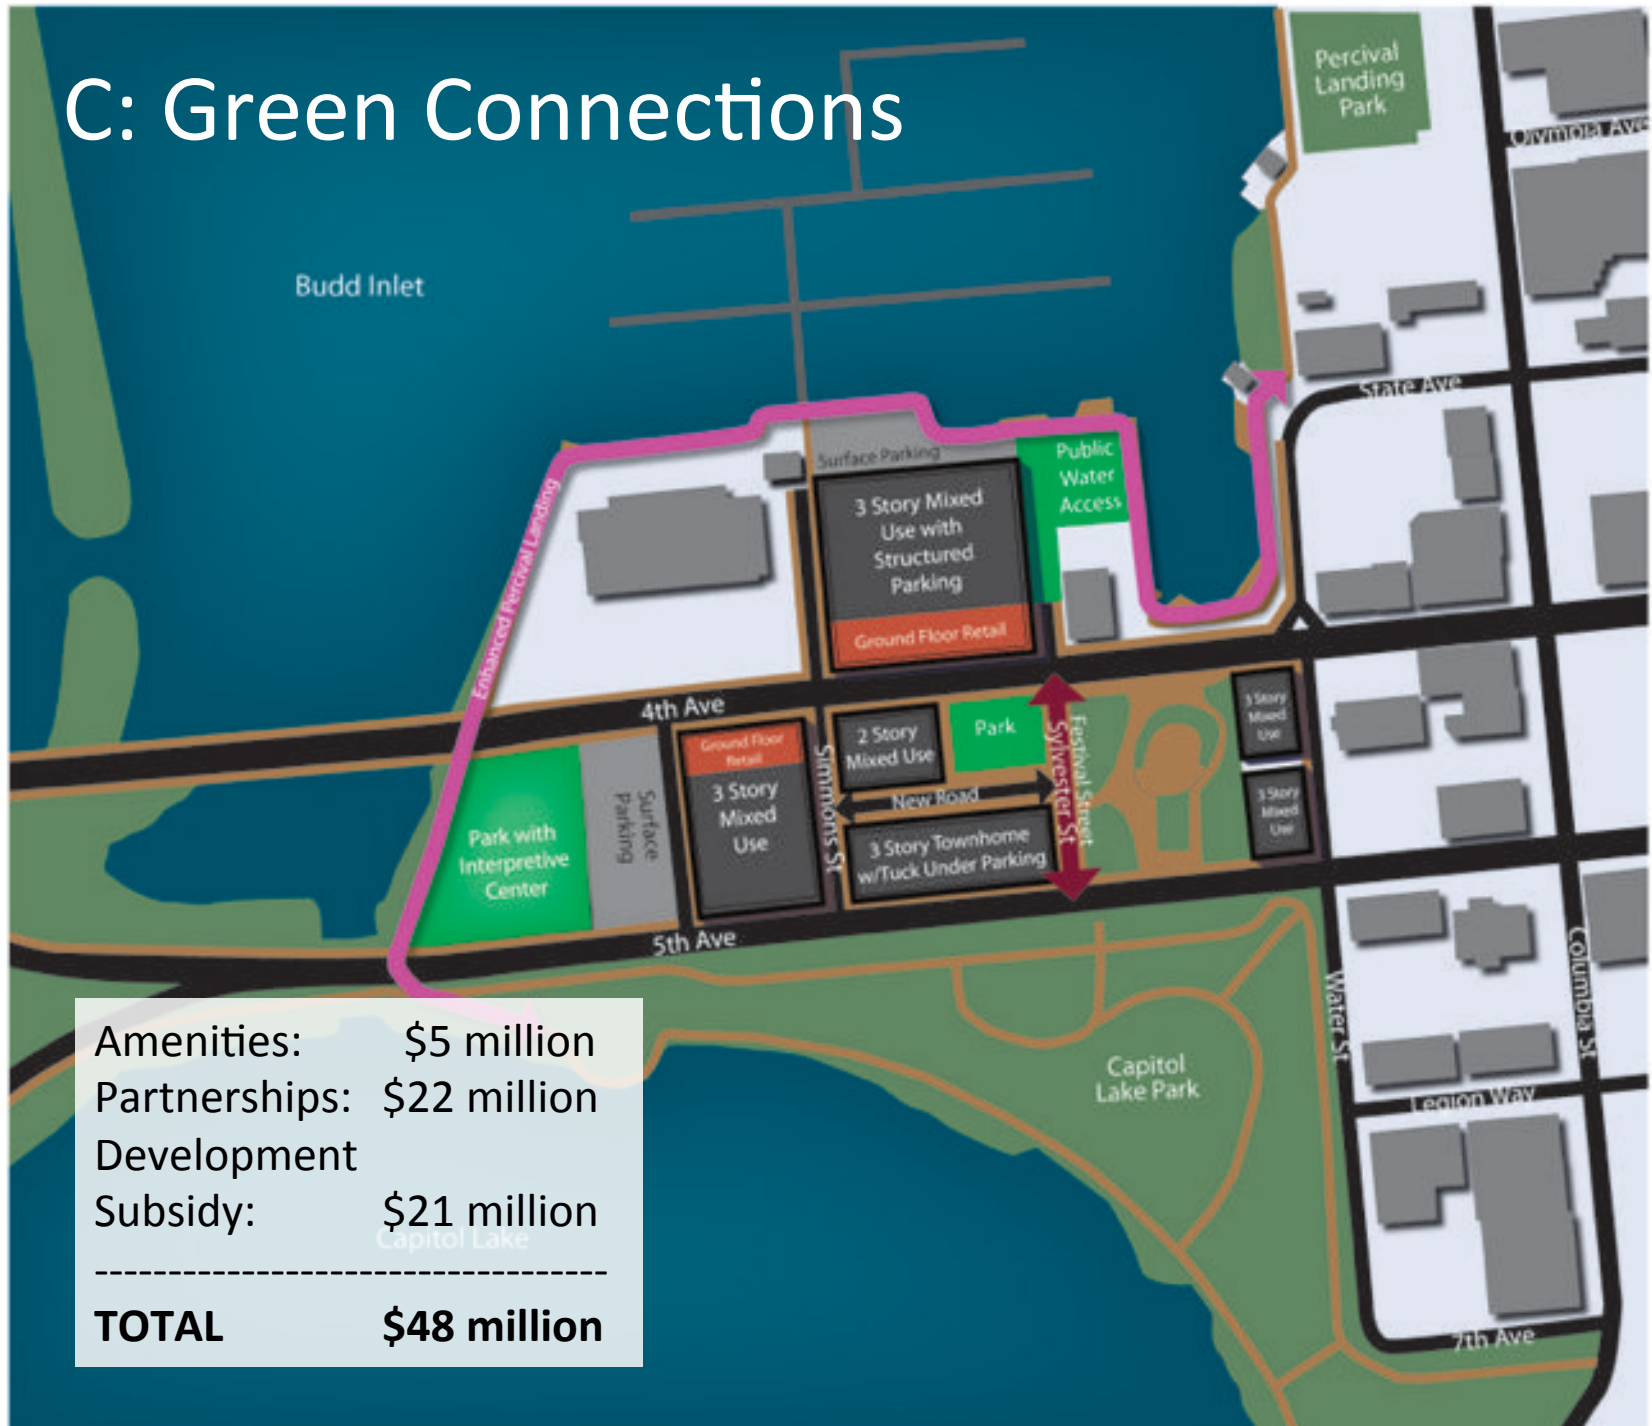 C: Green Connections
Percival
Landing
Park
Olympia Ave
Budd Inlet
State Ave
Surface Parking
Public
Water
Access
3 Story Mixed
Use with
Structured
Parking
Ground Floor Retail
Enhanced Percival Landing
4th Ave
Ground Floor
Retail
3 Story
Mixed
Use
Simmons St
2 Story
Mixed Use
Park
New Road
3 Story Townhome
w/Tuck Under Parking
Festival Street
Sylvester St
3 Story
Mixed
Use
3 Story
Mixed
Use
Park with
Interpretive
Center
Surface
Parking
5th Ave
Water St
Columbia St
Capitol
Lake Park
Legion Way
7th Ave
Capitol Lake
Amenities: $5 million
Partnerships: $22 million
Development
Subsidy: $21 million
-----------------------------------
TOTAL $48 million